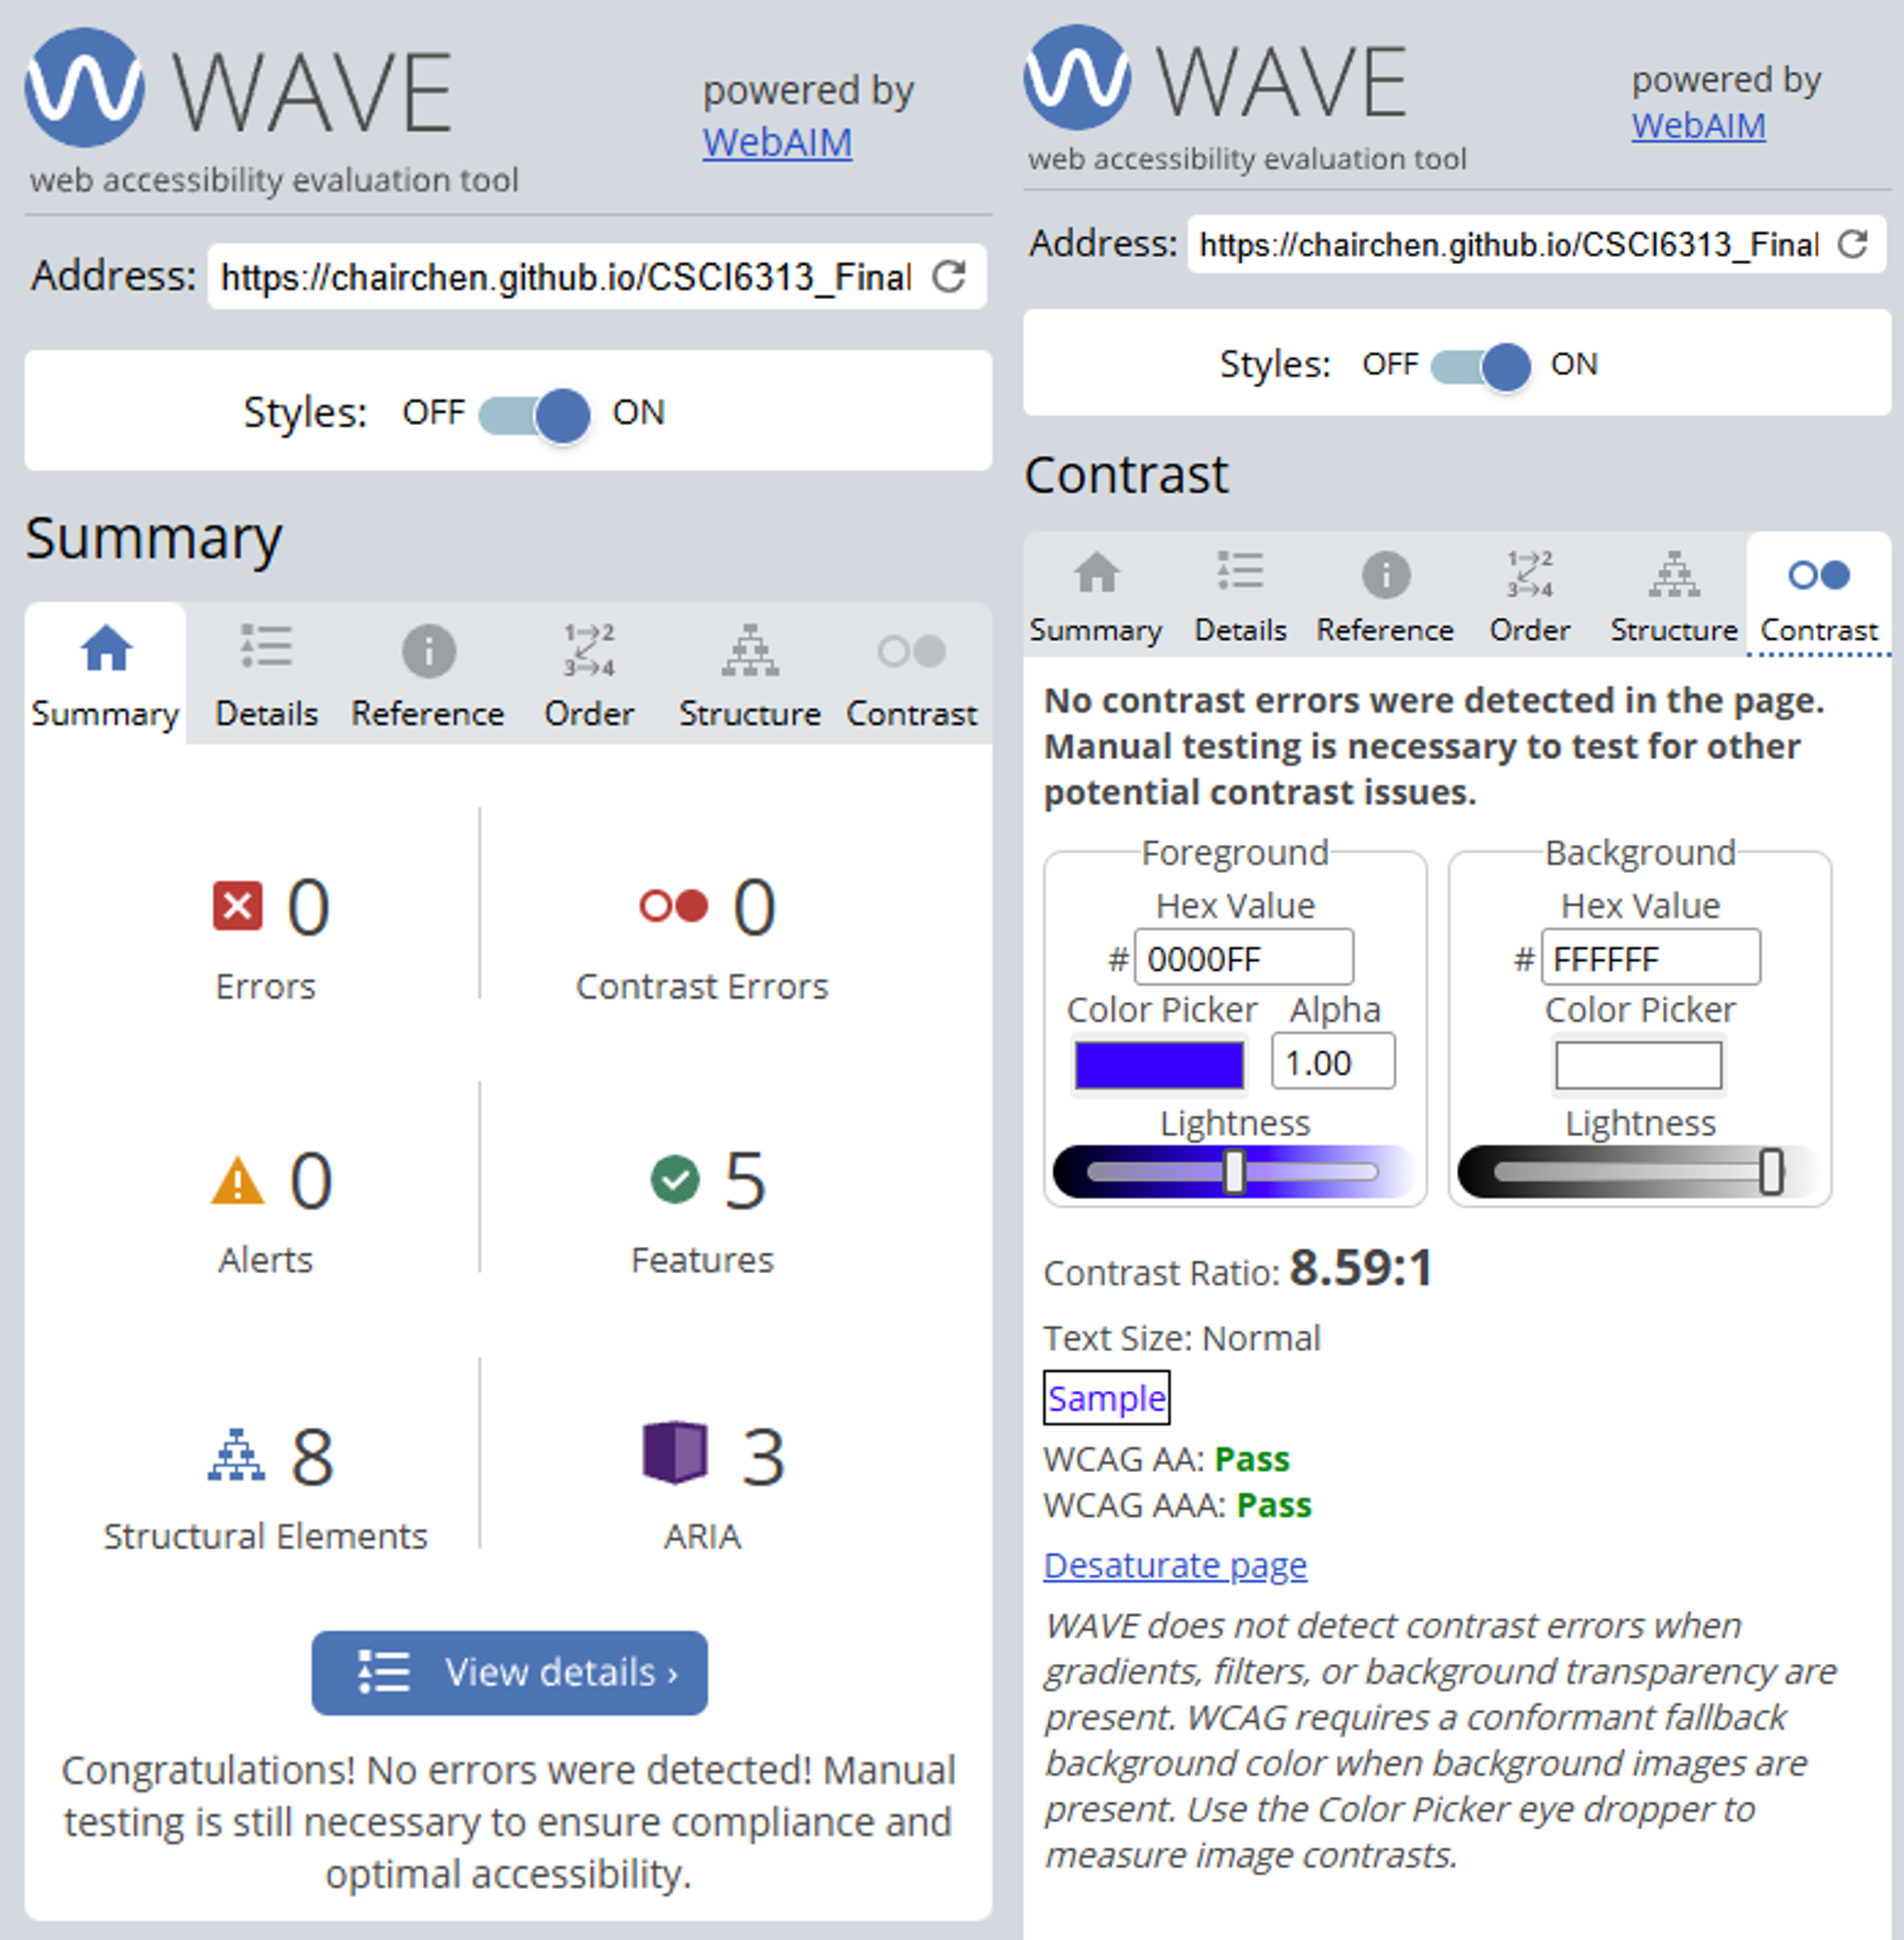 WAVE
powered by
WebAIM
web accessibility evaluation tool
Address: https://chairchen.github.io/CSCI6313_Final
Styles: OFF ON
Summary
Summary Details Reference Order Structure Contrast
0
Errors
0
Contrast Errors
0
Alerts
5
Features
8
Structural Elements
3
ARIA
View details ›
Congratulations! No errors were detected! Manual
testing is still necessary to ensure compliance and
optimal accessibility.
WAVE
powered by
WebAIM
web accessibility evaluation tool
Address: https://chairchen.github.io/CSCI6313_Final
Styles: OFF ON
Contrast
Summary Details Reference Order Structure Contrast
No contrast errors were detected in the page.
Manual testing is necessary to test for other
potential contrast issues.
Foreground
Hex Value
# 0000FF
Color Picker Alpha
1.00
Lightness
Background
Hex Value
# FFFFFF
Color Picker
Lightness
Contrast Ratio: 8.59:1
Text Size: Normal
Sample
WCAG AA: Pass
WCAG AAA: Pass
Desaturate page
WAVE does not detect contrast errors when
gradients, filters, or background transparency are
present. WCAG requires a conformant fallback
background color when background images are
present. Use the Color Picker eye dropper to
measure image contrasts.